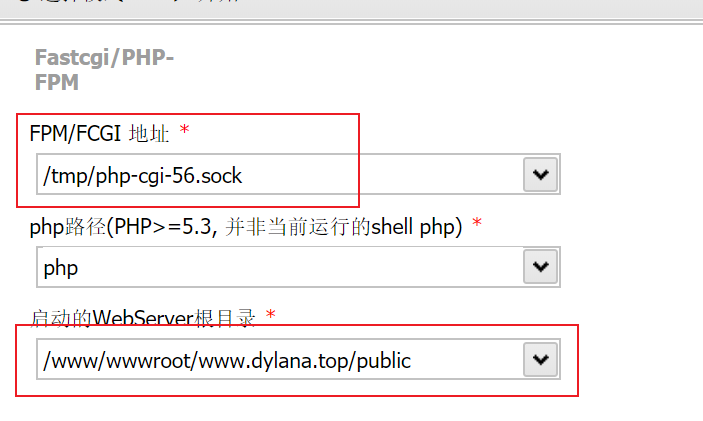 Fastcgi/PHP-
FPM
FPM/FCGI 地址 *
/tmp/php-cgi-56.sock
php路径(PHP>=5.3, 并非当前运行的shell php) *
php
启动的WebServer根目录 *
/www/wwwroot/www.dylana.top/public